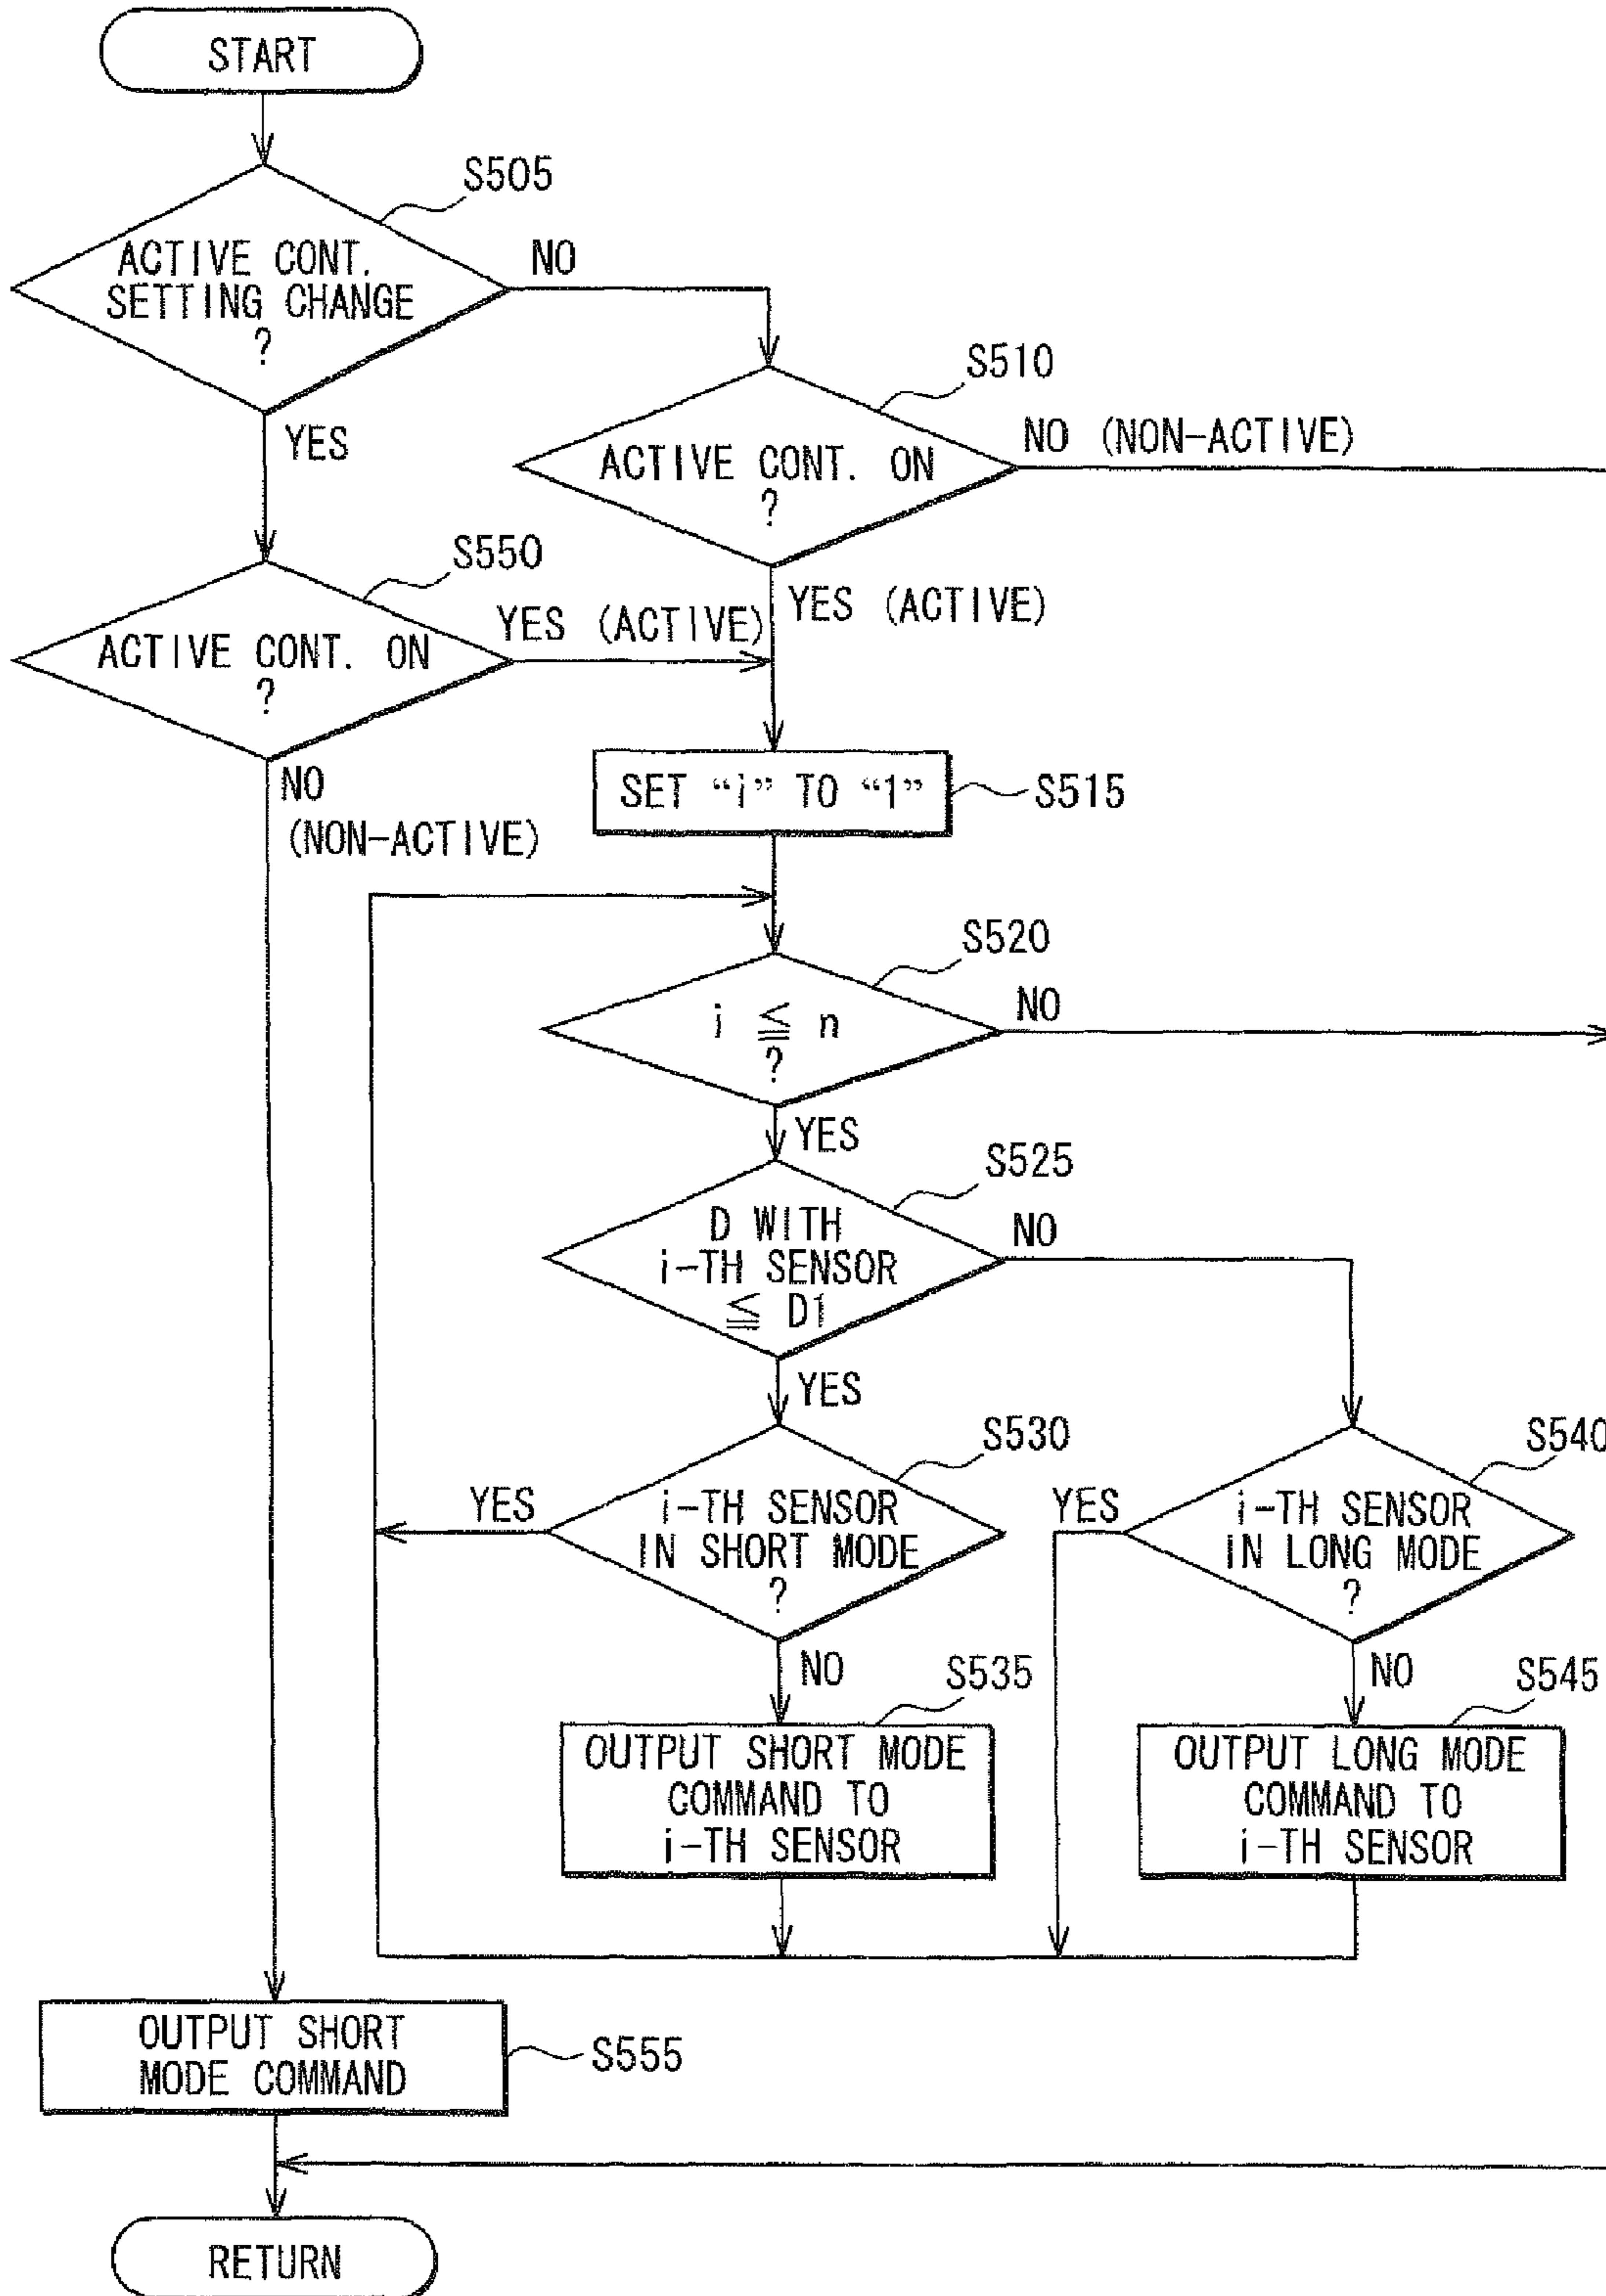 START
S505
ACTIVE CONT.
SETTING CHANGE
?
NO
YES
S510
ACTIVE CONT. ON
?
NO (NON-ACTIVE)
YES (ACTIVE)
S550
ACTIVE CONT. ON
?
YES (ACTIVE)
NO
(NON-ACTIVE)
SET “i” TO “1”
S515
S520
i ≦ n
?
NO
YES
S525
D WITH
i-TH SENSOR
≦ D1
NO
YES
S530
i-TH SENSOR
IN SHORT MODE
?
YES
NO
S540
i-TH SENSOR
IN LONG MODE
?
YES
NO
S535
OUTPUT SHORT MODE
COMMAND TO
i-TH SENSOR
S545
OUTPUT LONG MODE
COMMAND TO
i-TH SENSOR
OUTPUT SHORT
MODE COMMAND
S555
RETURN